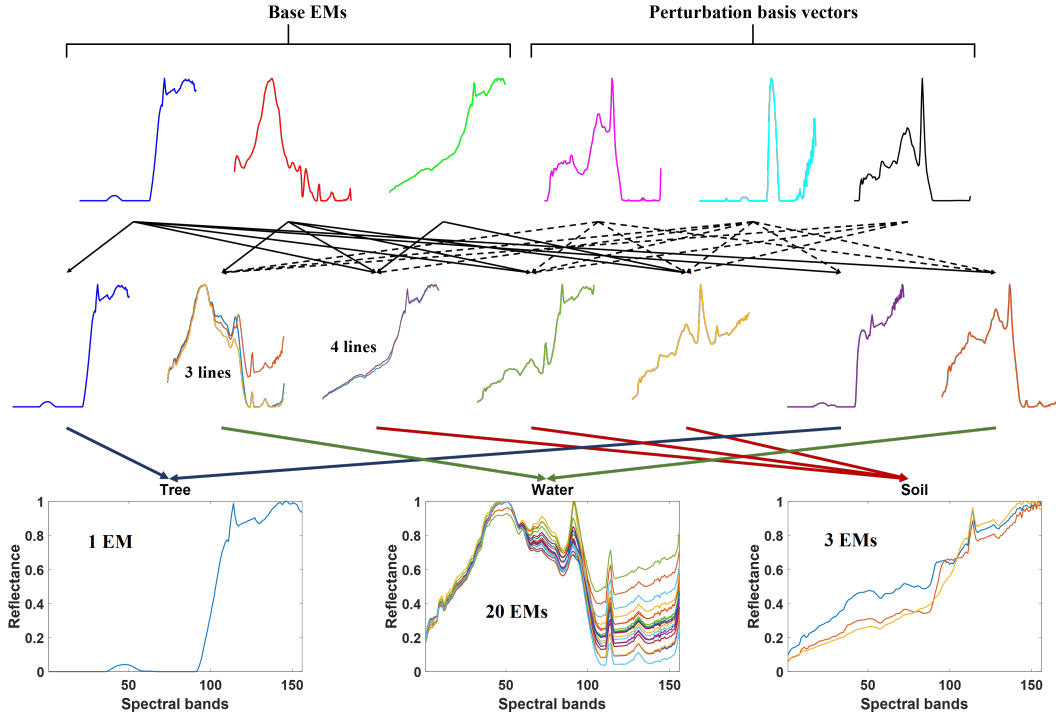 Base EMs
Perturbation basis vectors
3 lines
4 lines
Tree
Water
Soil
1
0.8
0.6
0.4
0.2
0
Reflectance
1 EM
50
100
150
Spectral bands
1
0.8
0.6
0.4
0.2
0
Reflectance
20 EMs
50
100
150
Spectral bands
1
0.8
0.6
0.4
0.2
0
Reflectance
3 EMs
50
100
150
Spectral bands